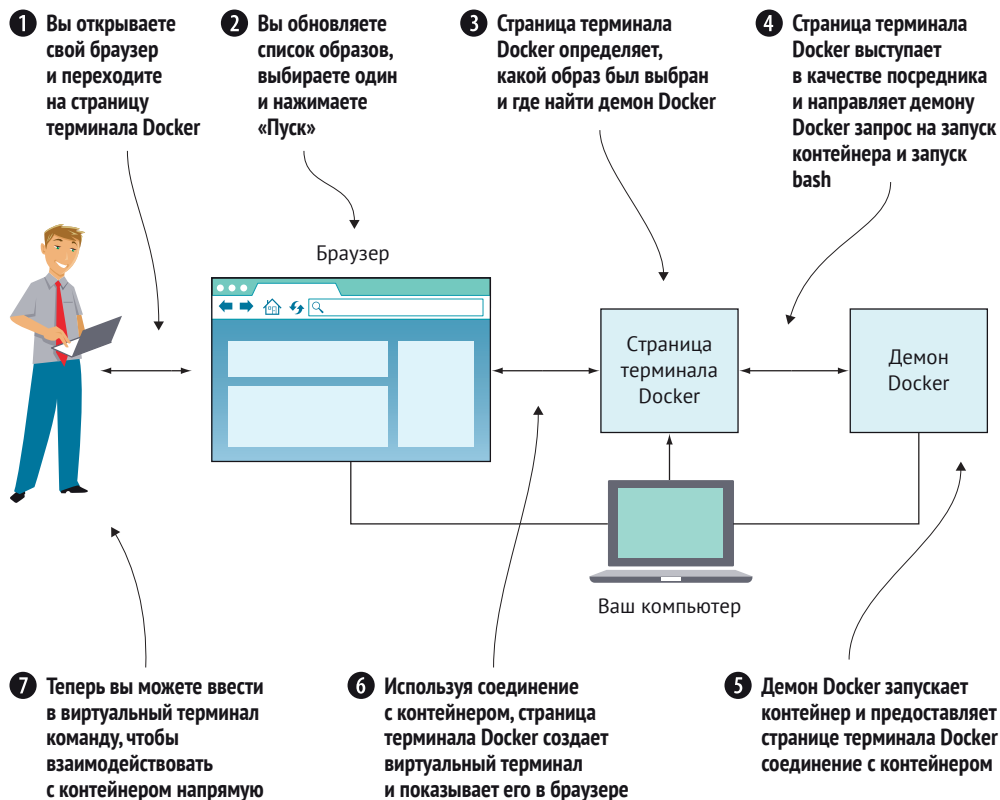 1 Вы открываете
свой браузер
и переходите
на страницу
терминала Docker
2 Вы обновляете
список образов,
выбираете один
и нажимаете
«Пуск»
3 Страница терминала
Docker определяет,
какой образ был выбран
и где найти демон Docker
4 Страница терминала
Docker выступает
в качестве посредника
и направляет демону
Docker запрос на запуск
контейнера и запуск
bash
Браузер
Страница
терминала
Docker
Демон
Docker
Ваш компьютер
7 Теперь вы можете ввести
в виртуальный терминал
команду, чтобы
взаимодействовать
с контейнером напрямую
6 Используя соединение
с контейнером, страница
терминала Docker создает
виртуальный терминал
и показывает его в браузере
5 Демон Docker запускает
контейнер и предоставляет
странице терминала Docker
соединение с контейнером